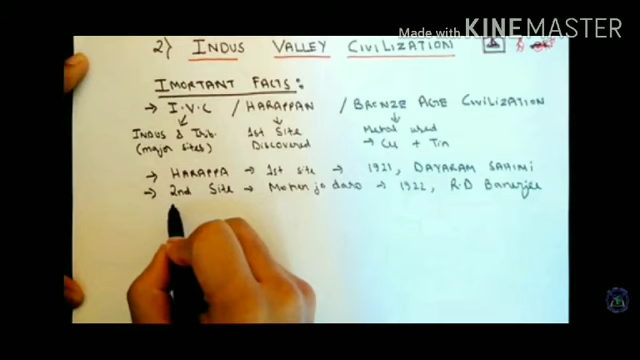 Made with KINEMASTER
2) INDUS VALLEY CIVILIZATION
IMORTANT FACTS:
→ I.V.C / HARAPPAN / BRONZE AGE CIVILIZATION
INDUS & Trib. (major sites)
1st Site Discovered
Metal used → Cu + Tin
→ HARAPPA → 1st site → 1921, DAYARAM SAHNI
→ 2nd Site → Mohenjo daro → 1922, R.D Banerjee